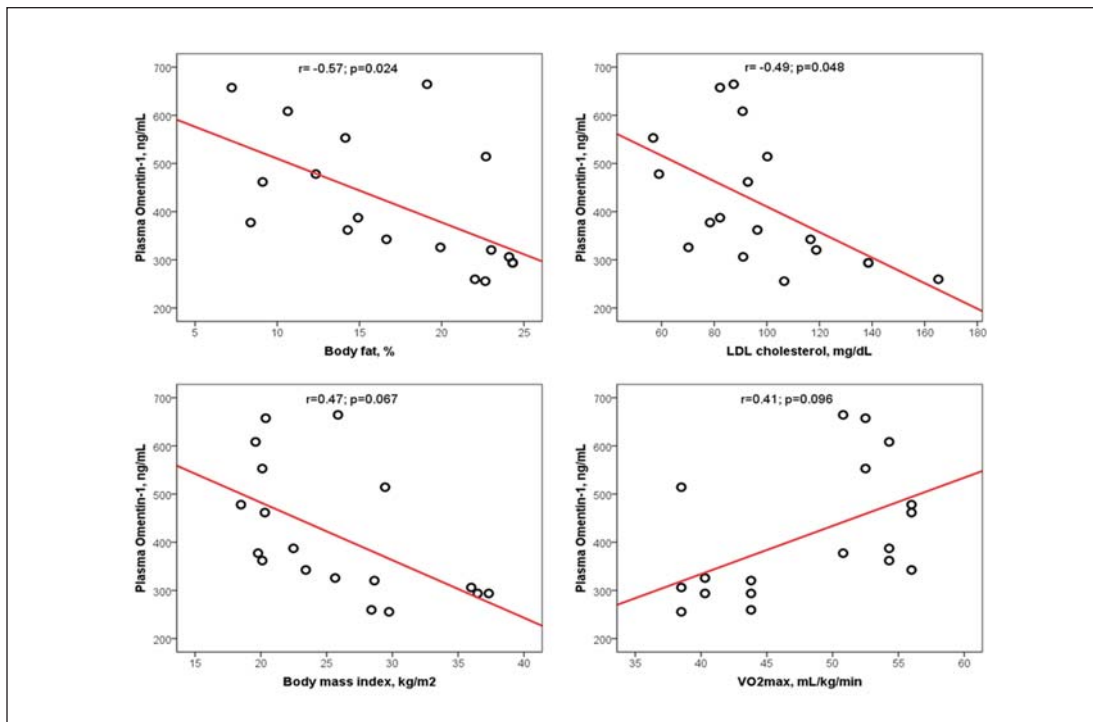 r= -0.57; p=0.024
Plasma Omentin-1, ng/mL
700
600
500
400
300
200
5 10 15 20 25
Body fat, %
r= -0.49; p=0.048
Plasma Omentin-1, ng/mL
700
600
500
400
300
200
60 80 100 120 140 160 180
LDL cholesterol, mg/dL
r=0.47; p=0.067
Plasma Omentin-1, ng/mL
700
600
500
400
300
200
15 20 25 30 35 40
Body mass index, kg/m2
r=0.41; p=0.096
Plasma Omentin-1, ng/mL
700
600
500
400
300
200
35 40 45 50 55 60
VO2max, mL/kg/min